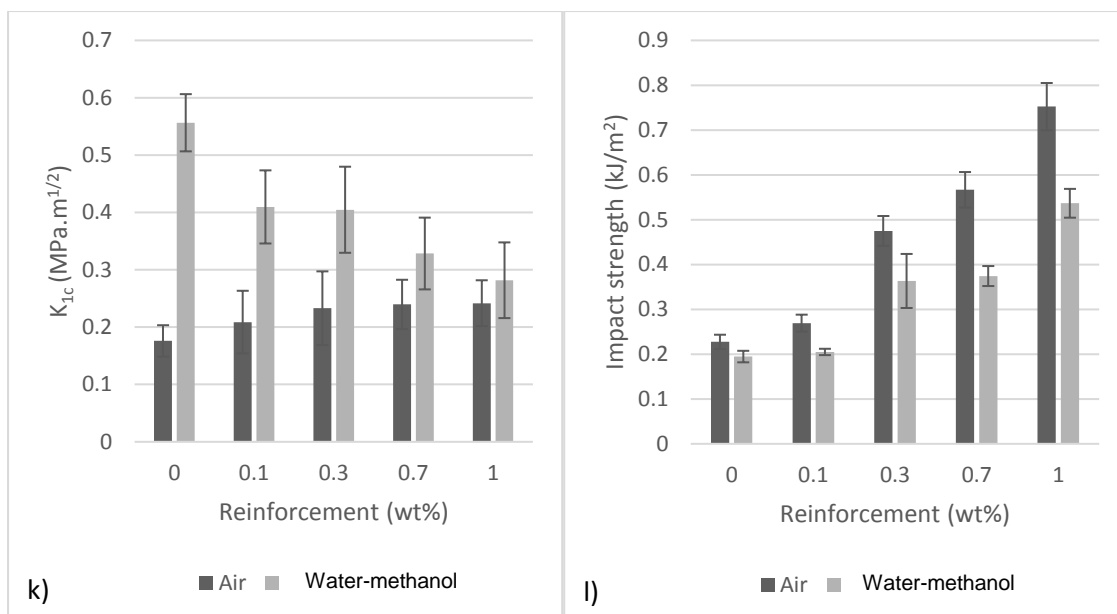 0.7
0.6
0.5
0.4
0.3
0.2
0.1
0
K1c (MPa.m1/2)
0 0.1 0.3 0.7 1
Reinforcement (wt%)
k)
Air Water-methanol
0.9
0.8
0.7
0.6
0.5
0.4
0.3
0.2
0.1
0
Impact strength (kJ/m2)
0 0.1 0.3 0.7 1
Reinforcement (wt%)
l)
Air Water-methanol